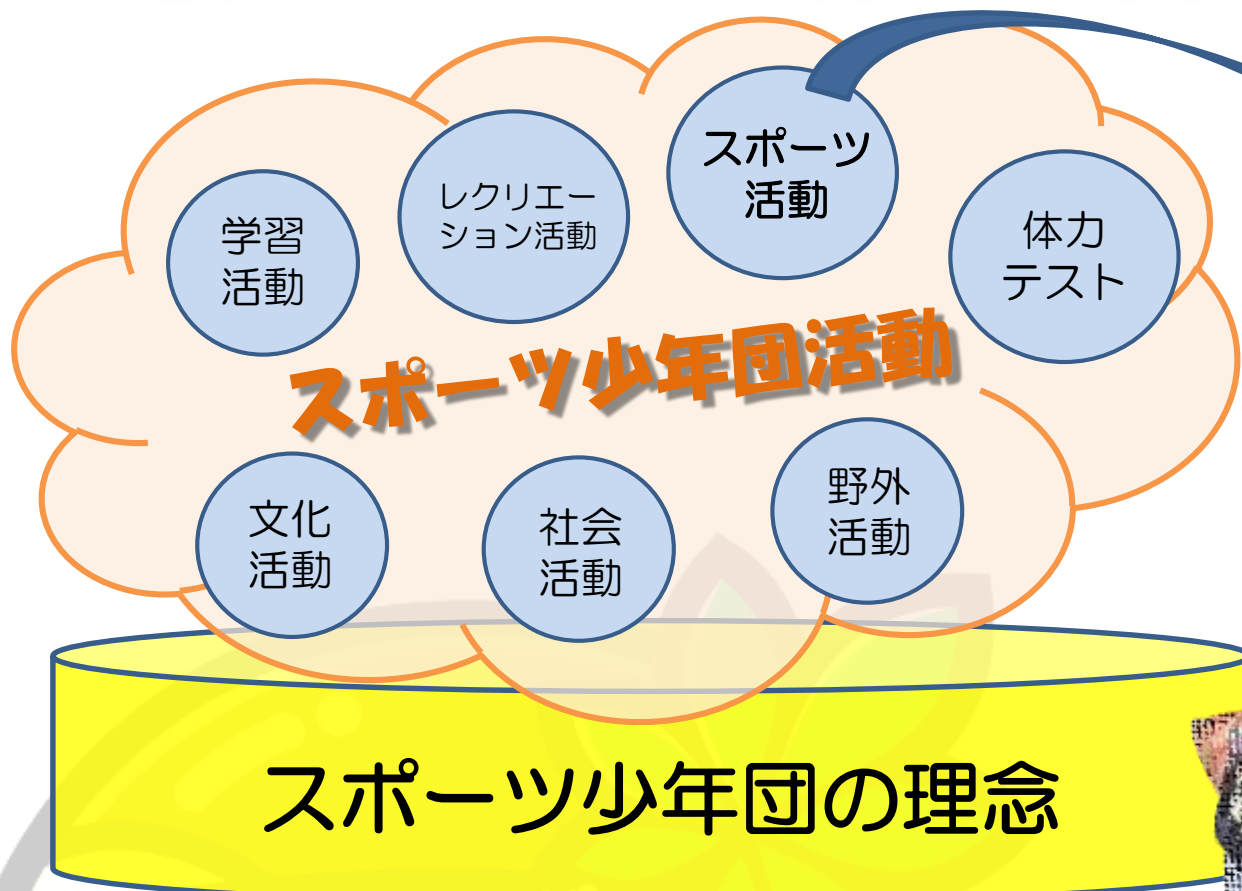 スポーツ
活動
レクリエー
ション活動
学習
活動
体力
テスト
スポーツ少年団活動
文化
活動
社会
活動
野外
活動
スポーツ少年団の理念